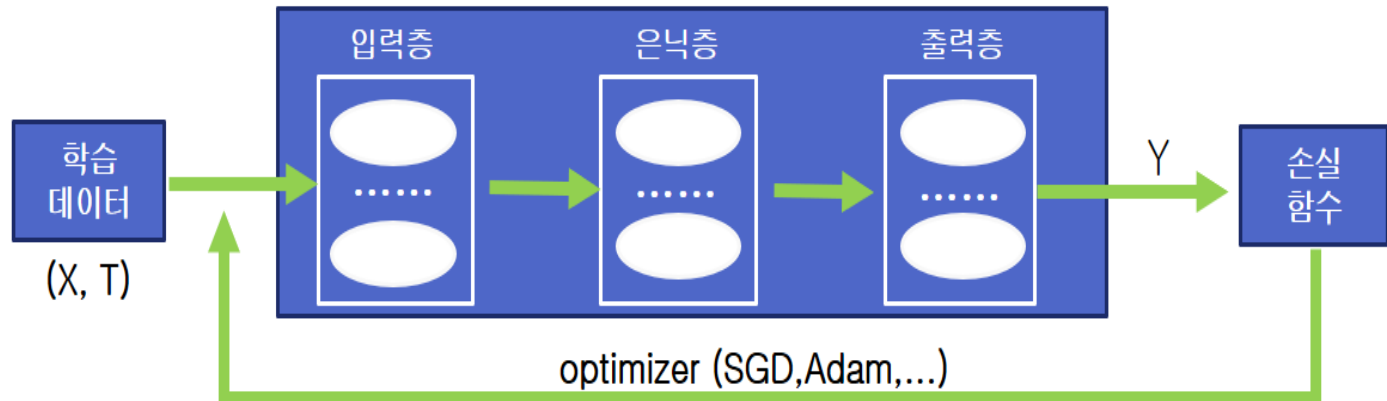 입력층
은닉층
출력층
학습
데이터
(X, T)
......
......
......
Y
손실
함수
optimizer (SGD,Adam,...)